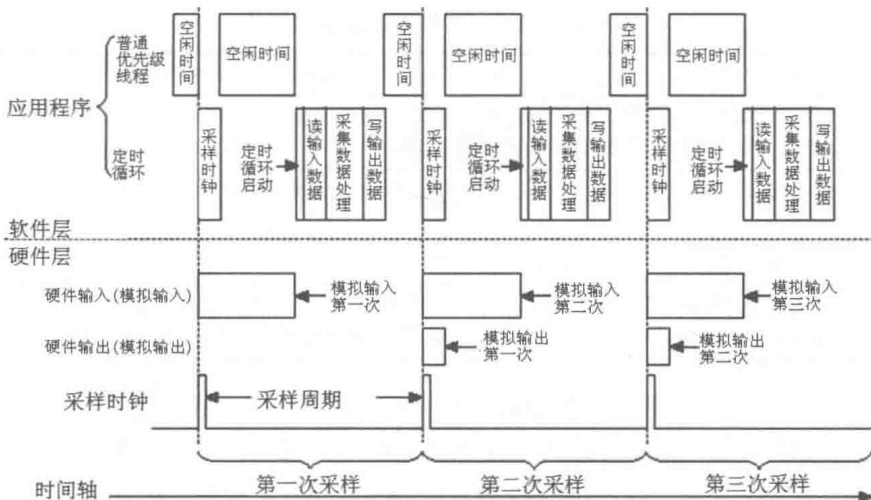 空闲时间
空闲时间
空闲时间
空闲时间
空闲时间
空闲时间
普通
优先级
线程
应用程序
定时
循环
采样时钟
定时
循环
启动
读输入数据
采集数据处理
写输出数据
采样时钟
定时
循环
启动
读输入数据
采集数据处理
写输出数据
采样时钟
定时
循环
启动
读输入数据
采集数据处理
写输出数据
软件层
硬件层
硬件输入(模拟输入)
模拟输入
第一次
模拟输入
第二次
模拟输入
第三次
硬件输出(模拟输出)
模拟输出
第一次
模拟输出
第二次
采样时钟
采样周期
第一次采样
第二次采样
第三次采样
时间轴